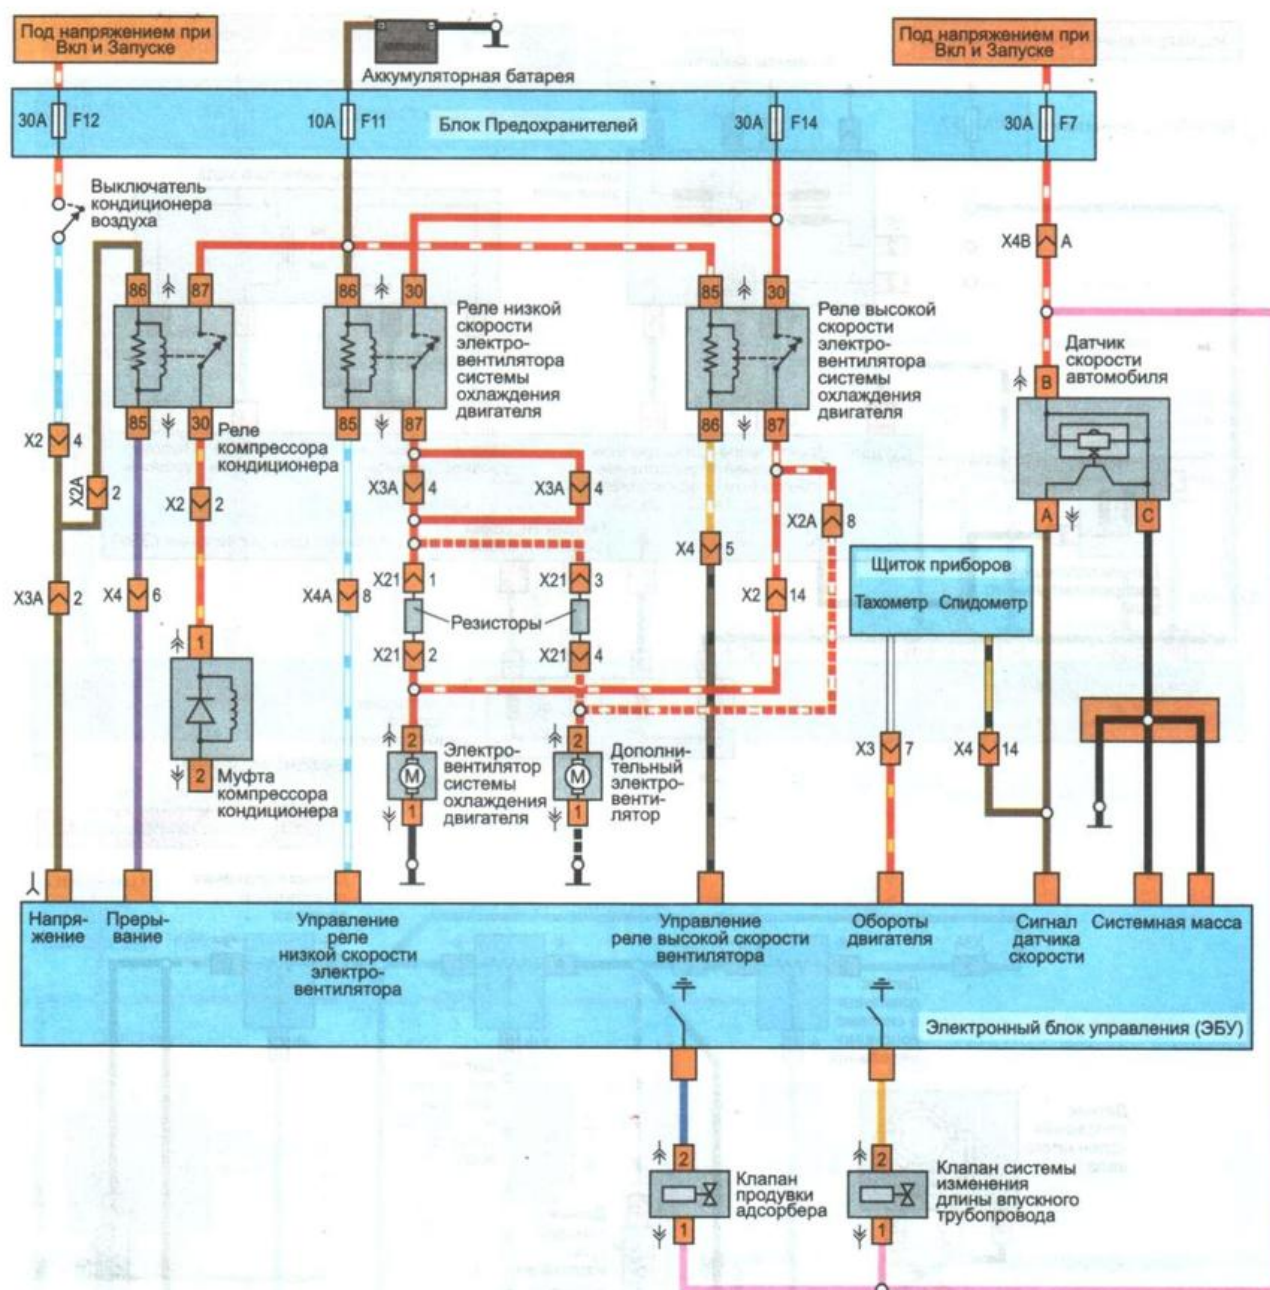 Под напряжением при
Вкл и Запуске
Аккумуляторная батарея
Под напряжением при
Вкл и Запуске
30А F12
10А F11
Блок Предохранителей
30А F14
30А F7
Выключатель
кондиционера
воздуха
X4B A
86 87
86 30
Реле низкой
скорости
электро-
вентилятора
системы
охлаждения
двигателя
85 30
Реле высокой
скорости
электро-
вентилятора
системы
охлаждения
двигателя
Датчик
скорости
автомобиля
B
85 30
Реле
компрессора
кондиционера
85 87
86 87
X2 4
X2A 2
X2 2
X3A 4
X3A 4
X2A 8
A C
X4 5
Щиток приборов
Тахометр Спидометр
X3A 2
X4 6
X4A 8
X21 1
X21 3
X2 14
Резисторы
1
X21 2
X21 4
2
Муфта
компрессора
кондиционера
2
M
1
Электро-
вентилятор
системы
охлаждения
двигателя
2
M
1
Дополни-
тельный
электро-
венти-
лятор
X3 7
X4 14
Напря-
жение
Преры-
вание
Управление
реле
низкой скорости
электро-
вентилятора
Управление
реле высокой скорости
вентилятора
Обороты
двигателя
Сигнал
датчика
скорости
Системная масса
Электронный блок управления (ЭБУ)
2
Клапан
продувки
адсорбера
1
2
Клапан системы
изменения
длины впускного
трубопровода
1